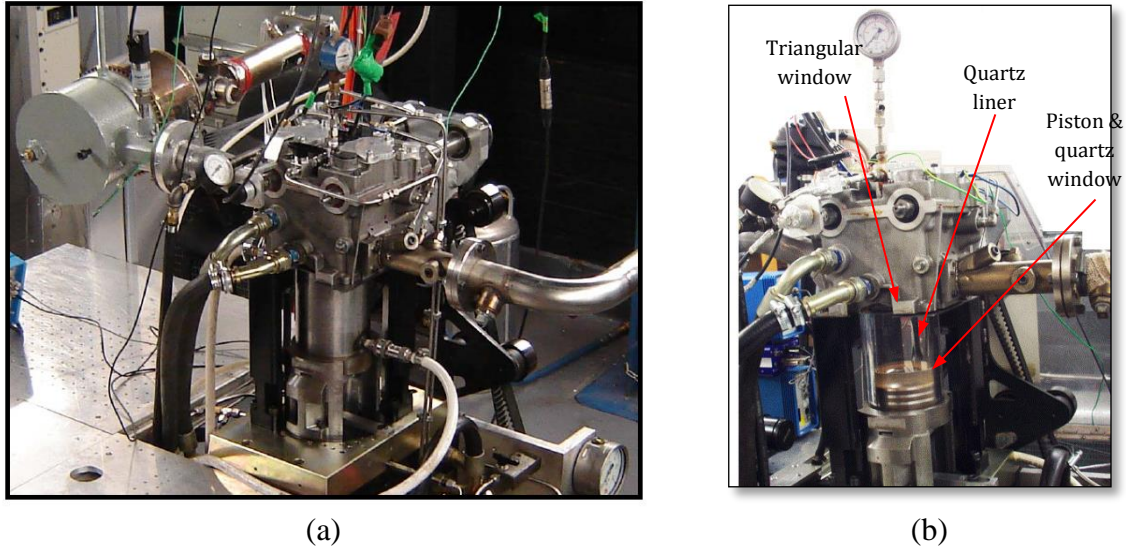 Triangular
window
Quartz
liner
Piston &
quartz
window
(a)
(b)